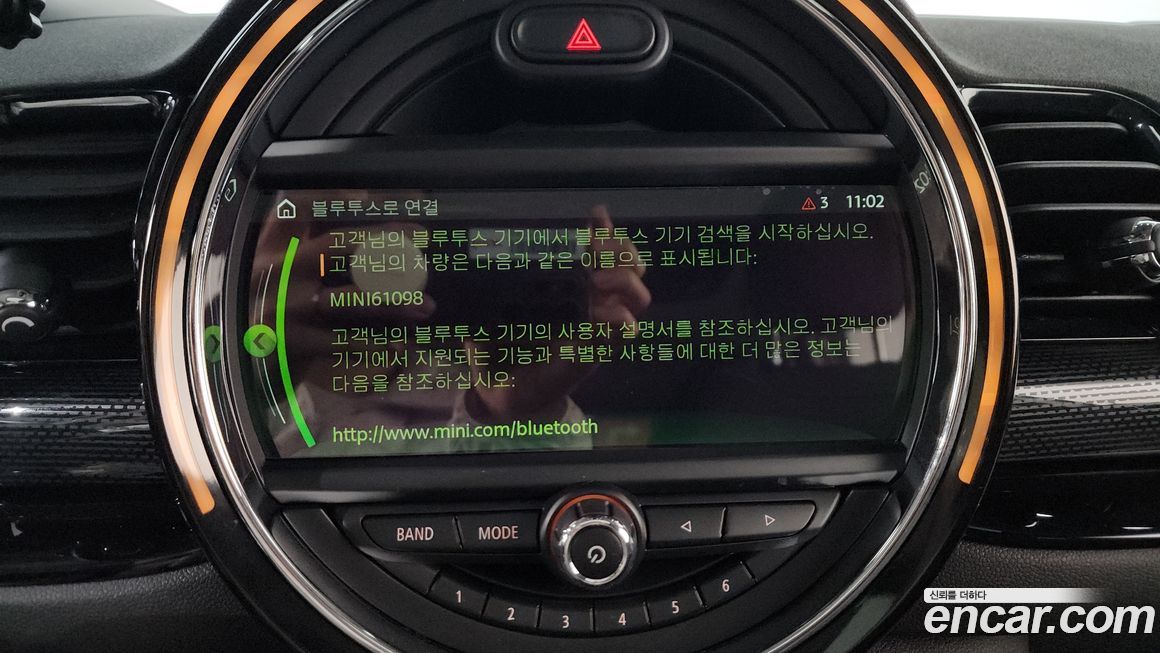 블루투스로 연결
3
11:02
고객님의 블루투스 기기에서 블루투스 기기 검색을 시작하십시오.
고객님의 차량은 다음과 같은 이름으로 표시됩니다:
MINI61098
고객님의 블루투스 기기의 사용자 설명서를 참조하십시오. 고객님의
기기에서 지원되는 기능과 특별한 사항들에 대한 더 많은 정보는
다음을 참조하십시오:
http://www.mini.com/bluetooth
BAND
MODE
1
2
3
4
5
6
신뢰를 더하다
encar.com